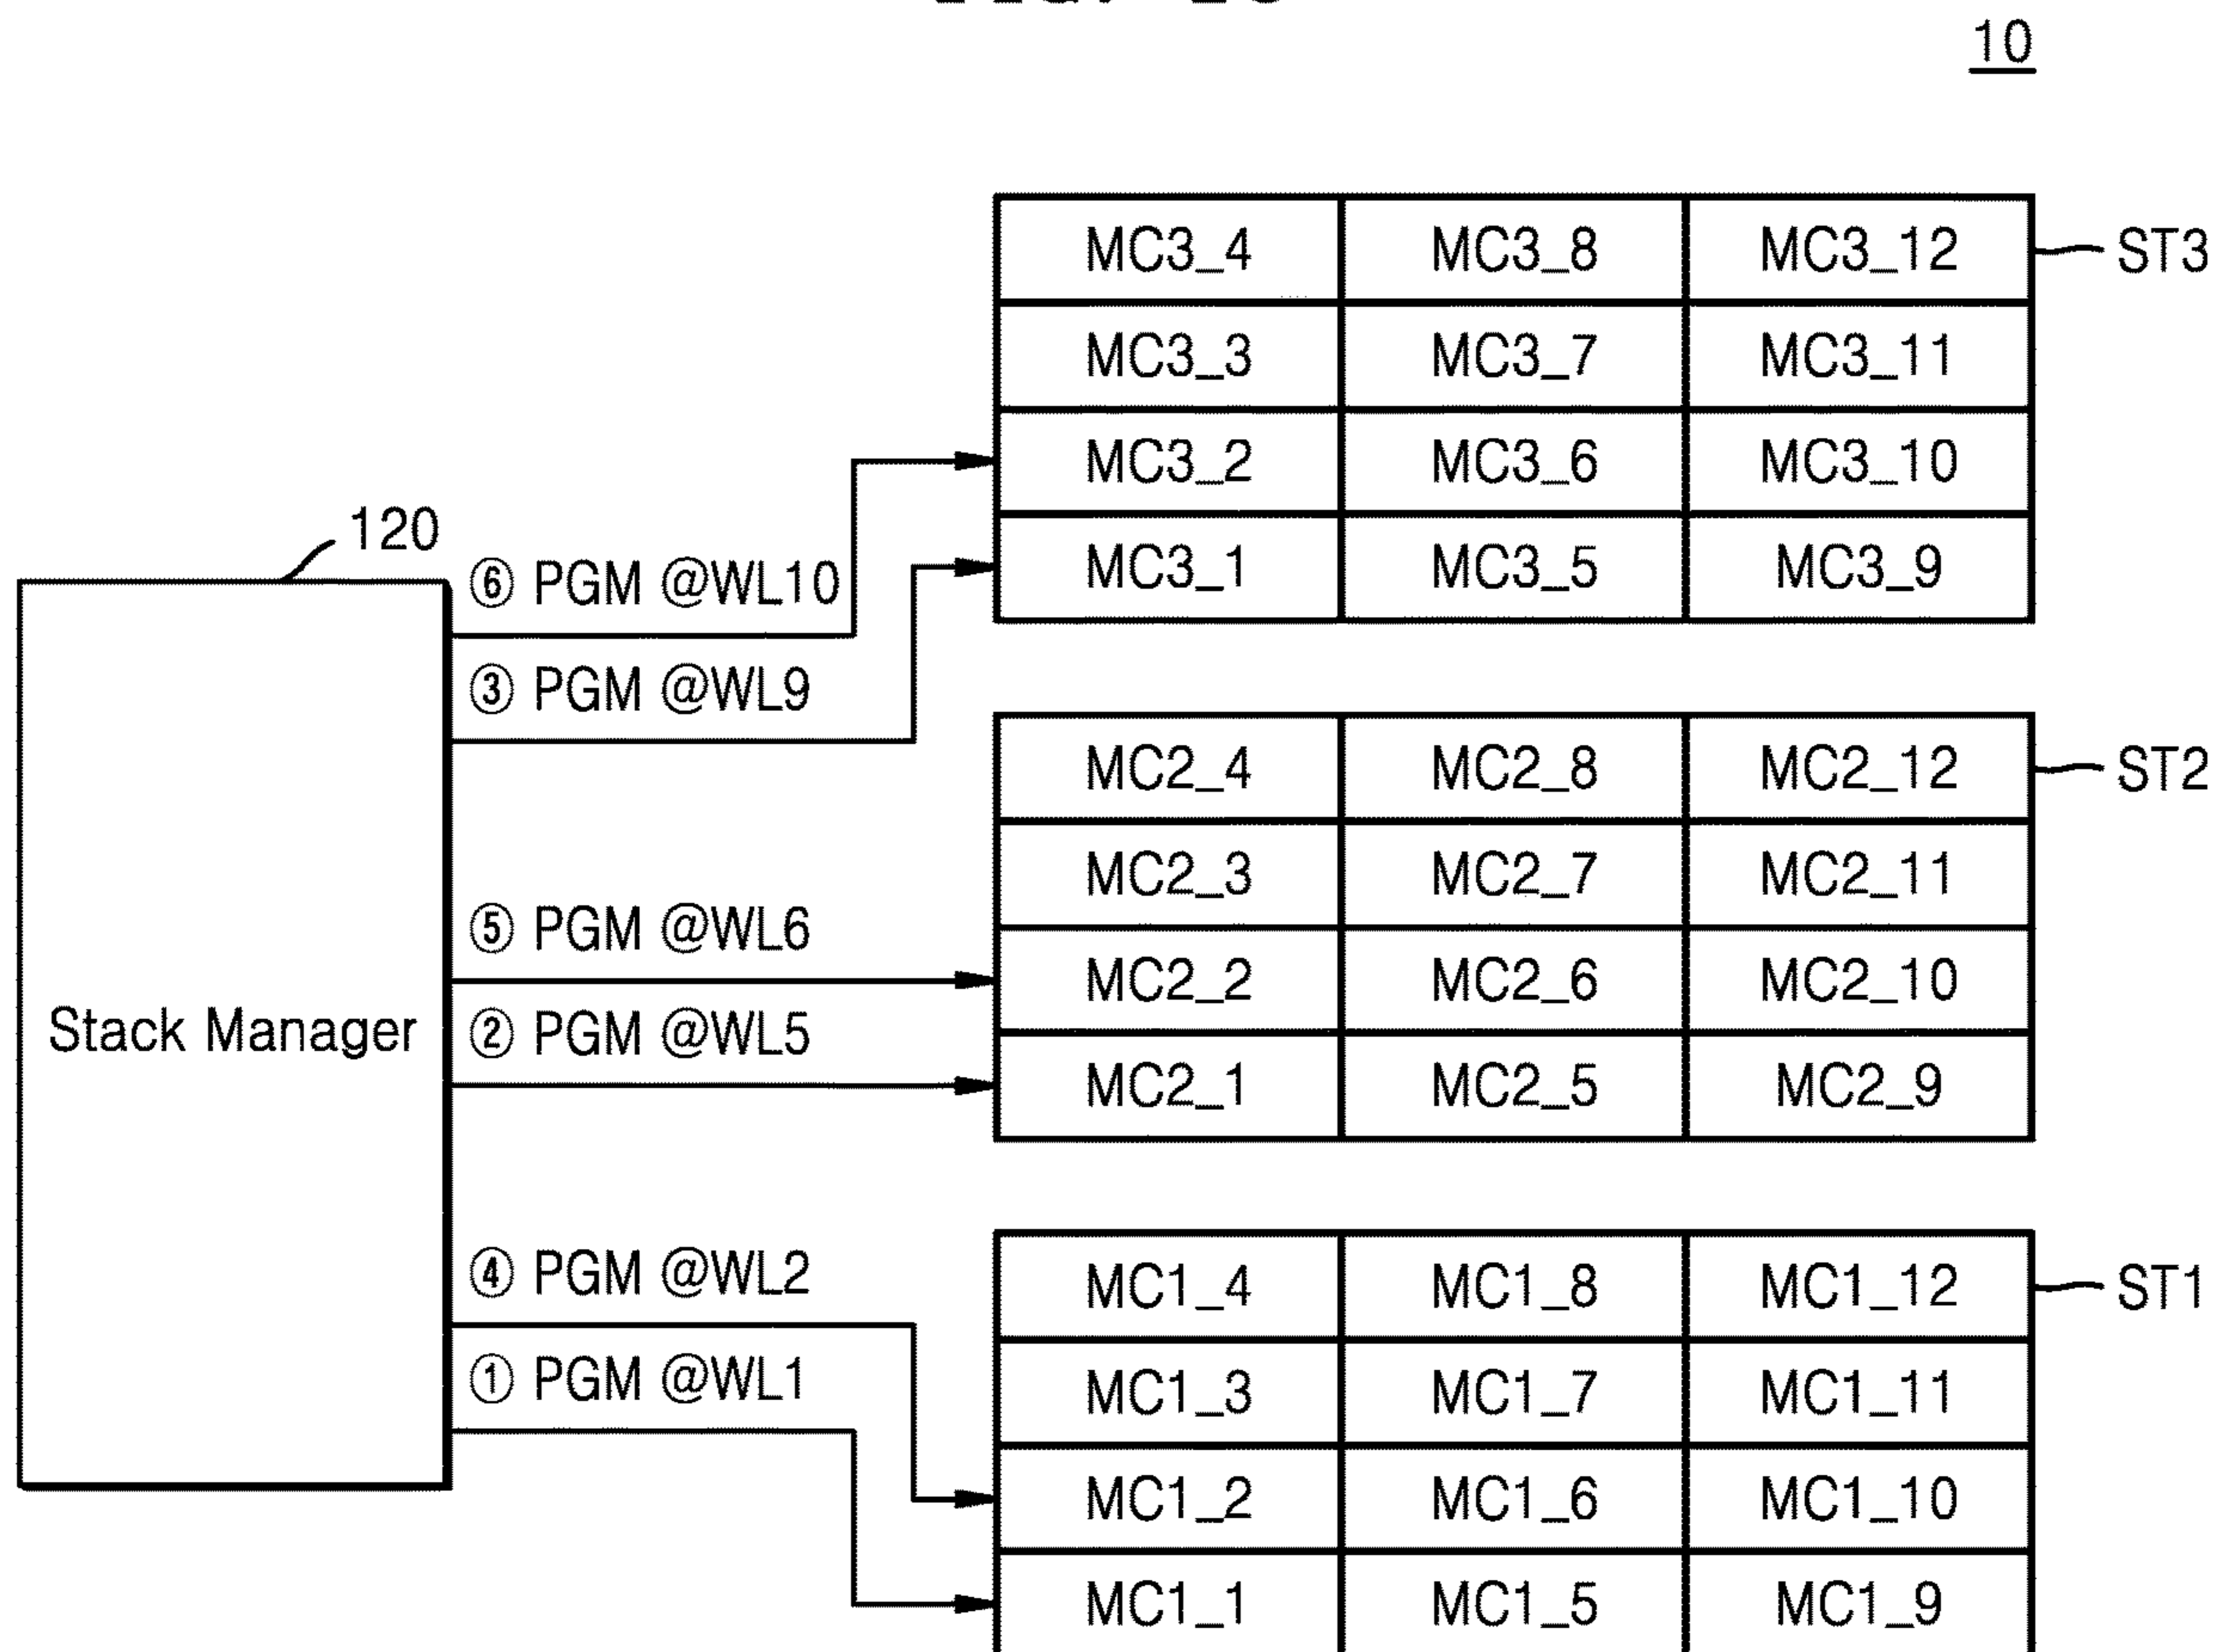 10
MC3_4 MC3_8 MC3_12 ST3
MC3_3 MC3_7 MC3_11
MC3_2 MC3_6 MC3_10
120
⑥ PGM @WL10
MC3_1 MC3_5 MC3_9
③ PGM @WL9
MC2_4 MC2_8 MC2_12 ST2
MC2_3 MC2_7 MC2_11
⑤ PGM @WL6
MC2_2 MC2_6 MC2_10
Stack Manager
② PGM @WL5
MC2_1 MC2_5 MC2_9
④ PGM @WL2
MC1_4 MC1_8 MC1_12 ST1
① PGM @WL1
MC1_3 MC1_7 MC1_11
MC1_2 MC1_6 MC1_10
MC1_1 MC1_5 MC1_9